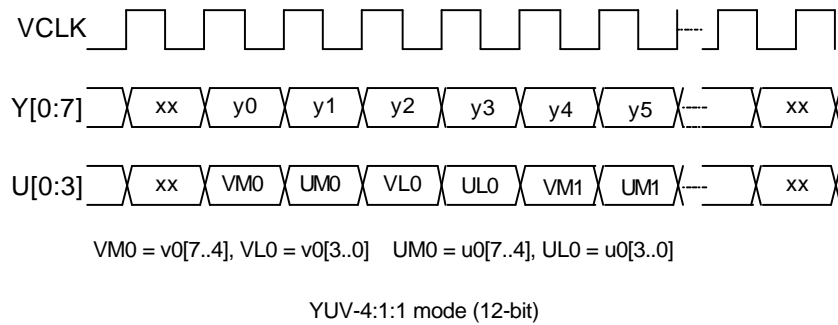 VCLK
Y[0:7] xx y0 y1 y2 y3 y4 y5 xx
U[0:3] xx VM0 UM0 VL0 UL0 VM1 UM1 xx
VM0 = v0[7..4], VL0 = v0[3..0] UM0 = u0[7..4], UL0 = u0[3..0]
YUV-4:1:1 mode (12-bit)